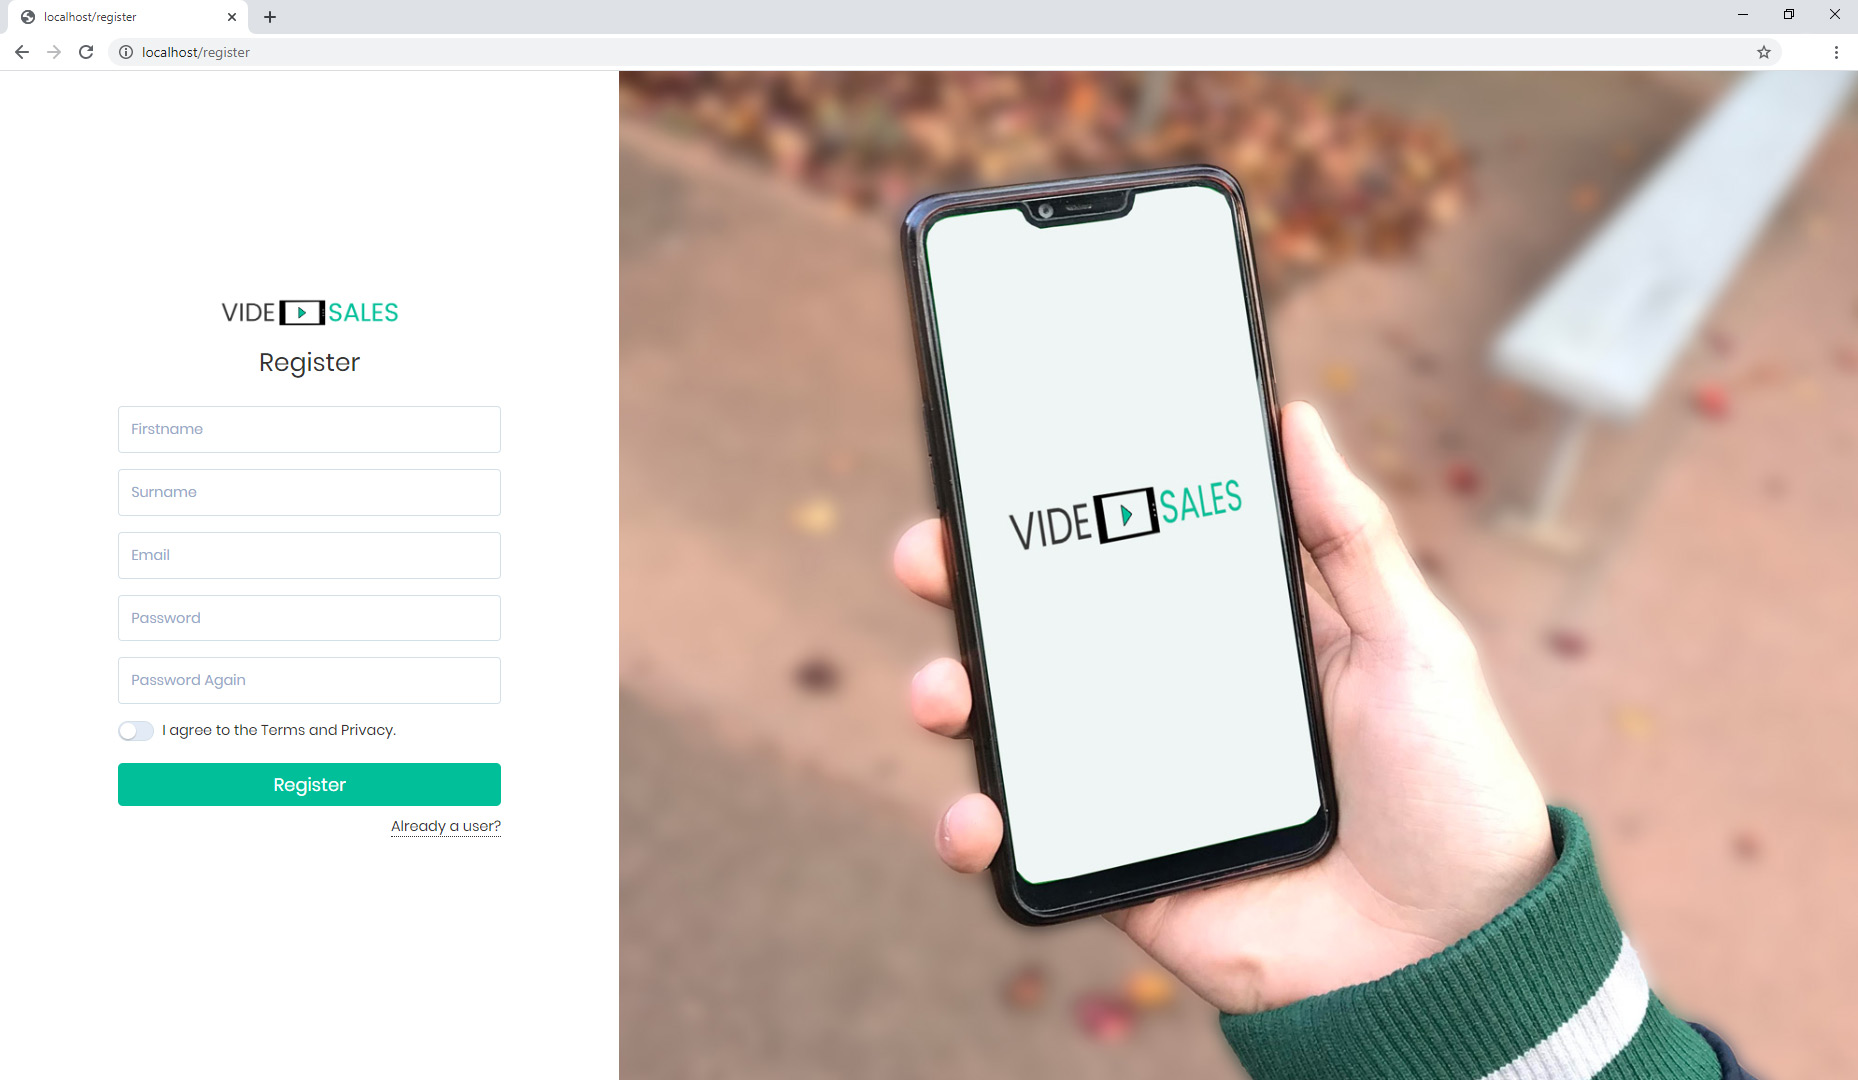 localhost/register
localhost/register
VIDE SALES
Register
Firstname
Surname
Email
Password
Password Again
I agree to the Terms and Privacy.
Register
Already a user?
VIDE SALES